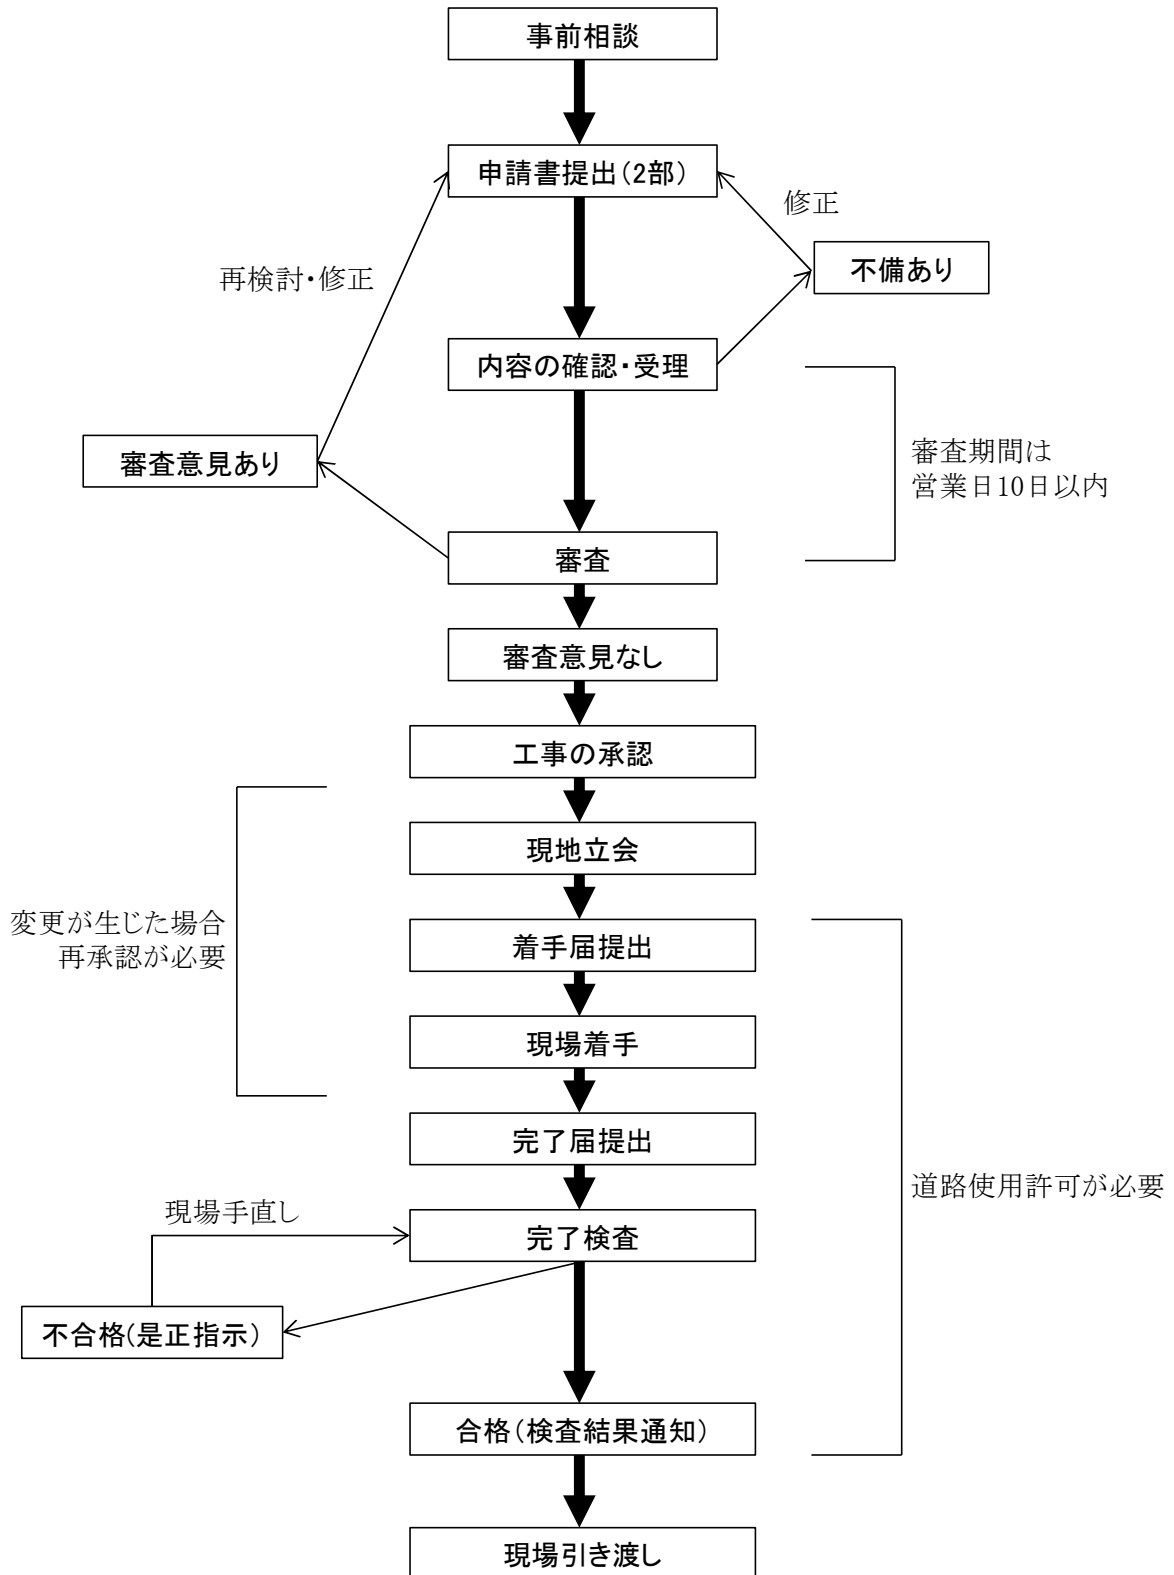 事前相談
申請書提出（2部）
修正
不備あり
再検討・修正
内容の確認・受理
審査意見あり
審査期間は
営業日10日以内
審査
審査意見なし
工事の承認
現地立会
変更が生じた場合
再承認が必要
着手届提出
現場着手
完了届提出
道路使用許可が必要
現場手直し
完了検査
不合格(是正指示）
合格（検査結果通知）
現場引き渡し